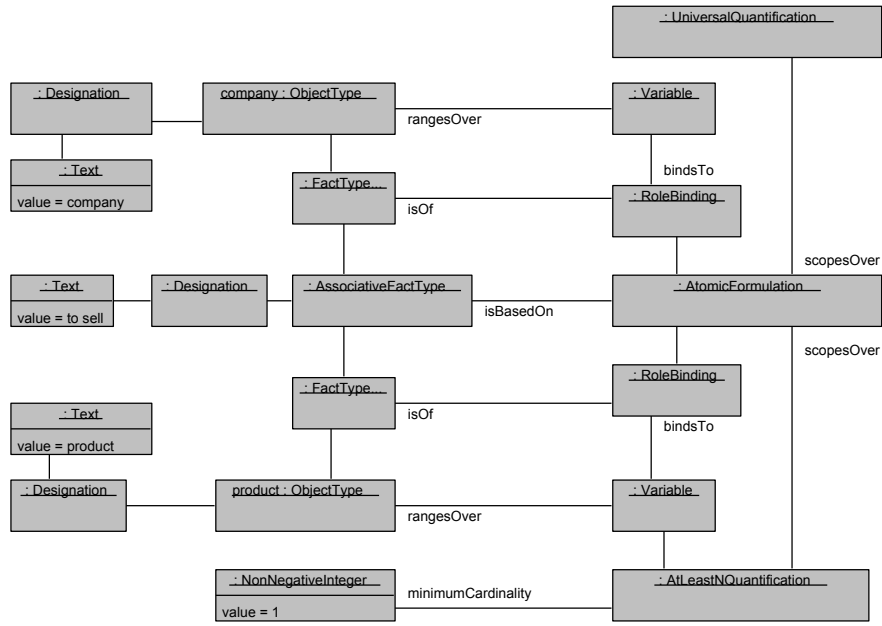 : UniversalQuantification
: Designation
company : ObjectType
: Variable
rangesOver
: Text
value = company
bindsTo
: FactType...
: RoleBinding
isOf
scopesOver
: Text
value = to sell
: Designation
: AssociativeFactType
isBasedOn
: AtomicFormulation
scopesOver
: FactType...
: RoleBinding
isOf
: Text
value = product
bindsTo
: Designation
product : ObjectType
: Variable
rangesOver
: NonNegativeInteger
value = 1
minimumCardinality
: AtLeastNQuantification